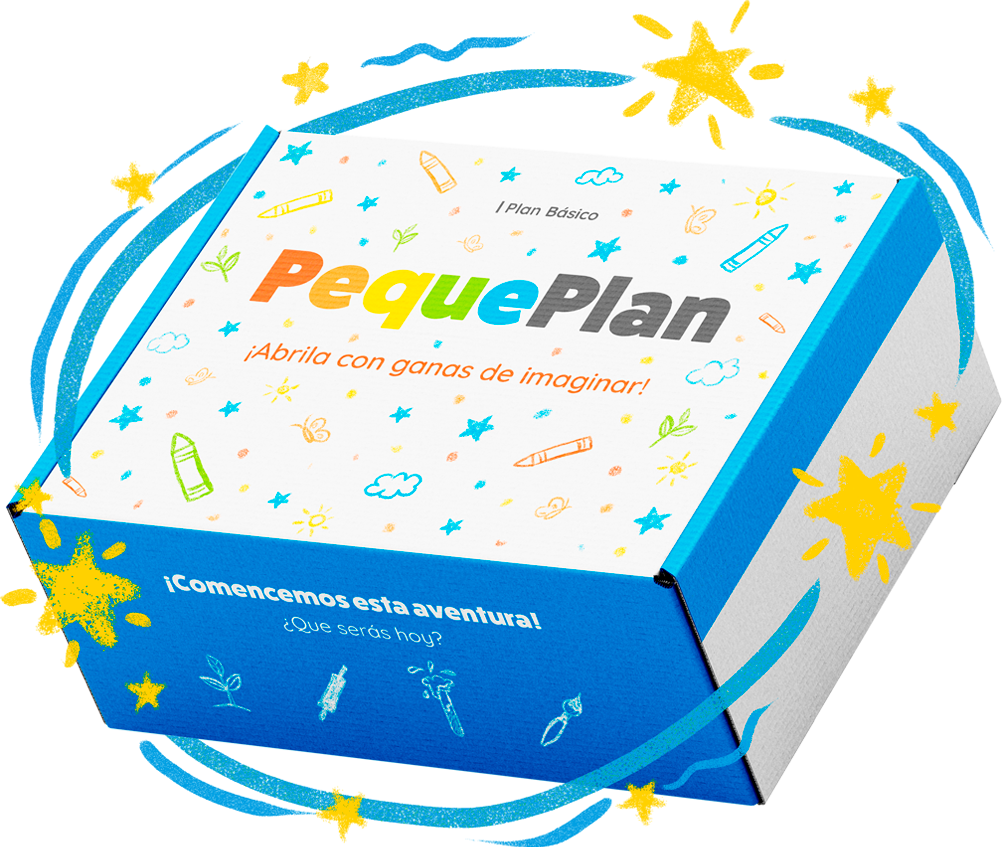 | Plan Básico
PequePlan
¡Abrila con ganas de imaginar!
¡Comencemos esta aventura!
¿Que serás hoy?